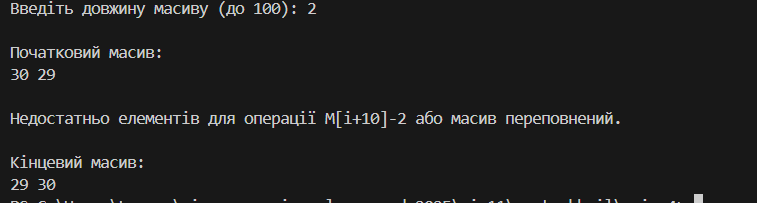 Введіть довжину масиву (до 100): 2
Початковий масив:
30 29
Недостатньо елементів для операції M[i+10]-2 або масив переповнений.
Кінцевий масив:
29 30